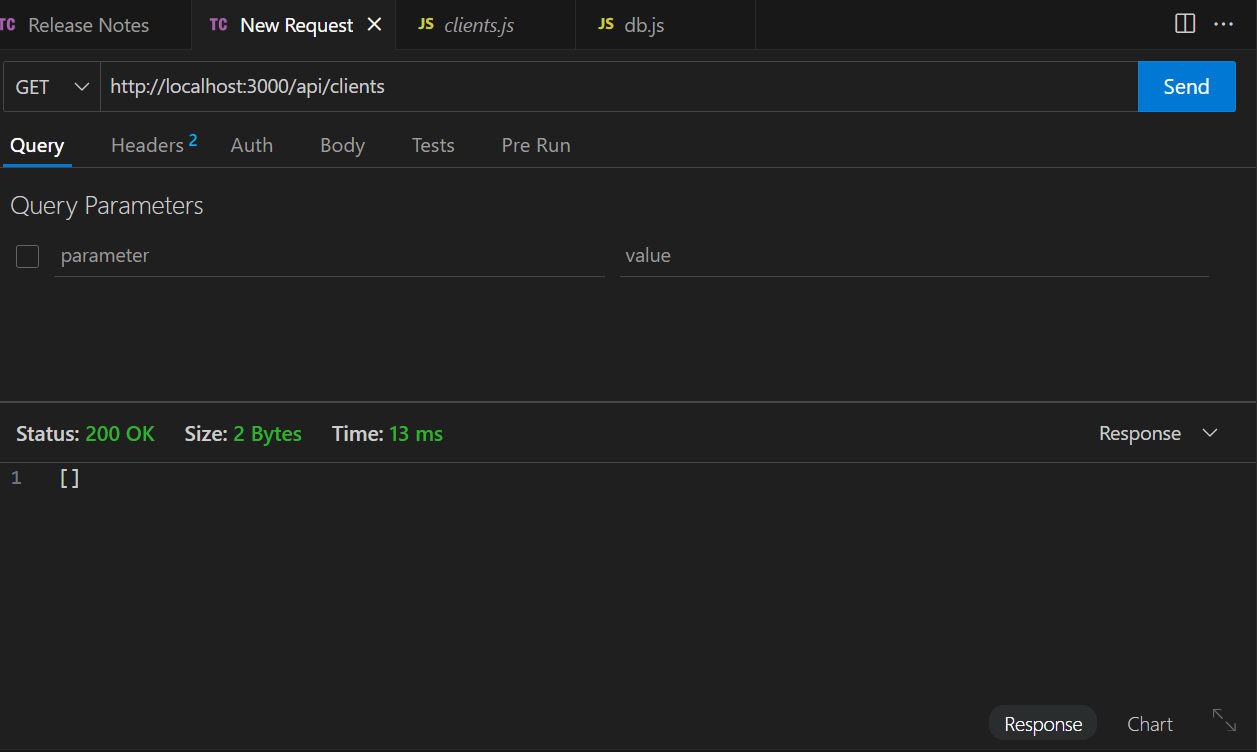 TC Release Notes TC New Request JS clients.js JS db.js
GET http://localhost:3000/api/clients Send
Query Headers 2 Auth Body Tests Pre Run
Query Parameters
parameter value
Status: 200 OK Size: 2 Bytes Time: 13 ms Response
1 []
Response Chart